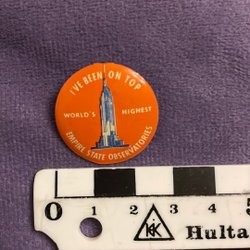 I'VE BEEN ON TOP
WORLD'S HIGHEST
EMPIRE STATE OBSERVATORIES
0 1 2 3 4 5
K Hulta